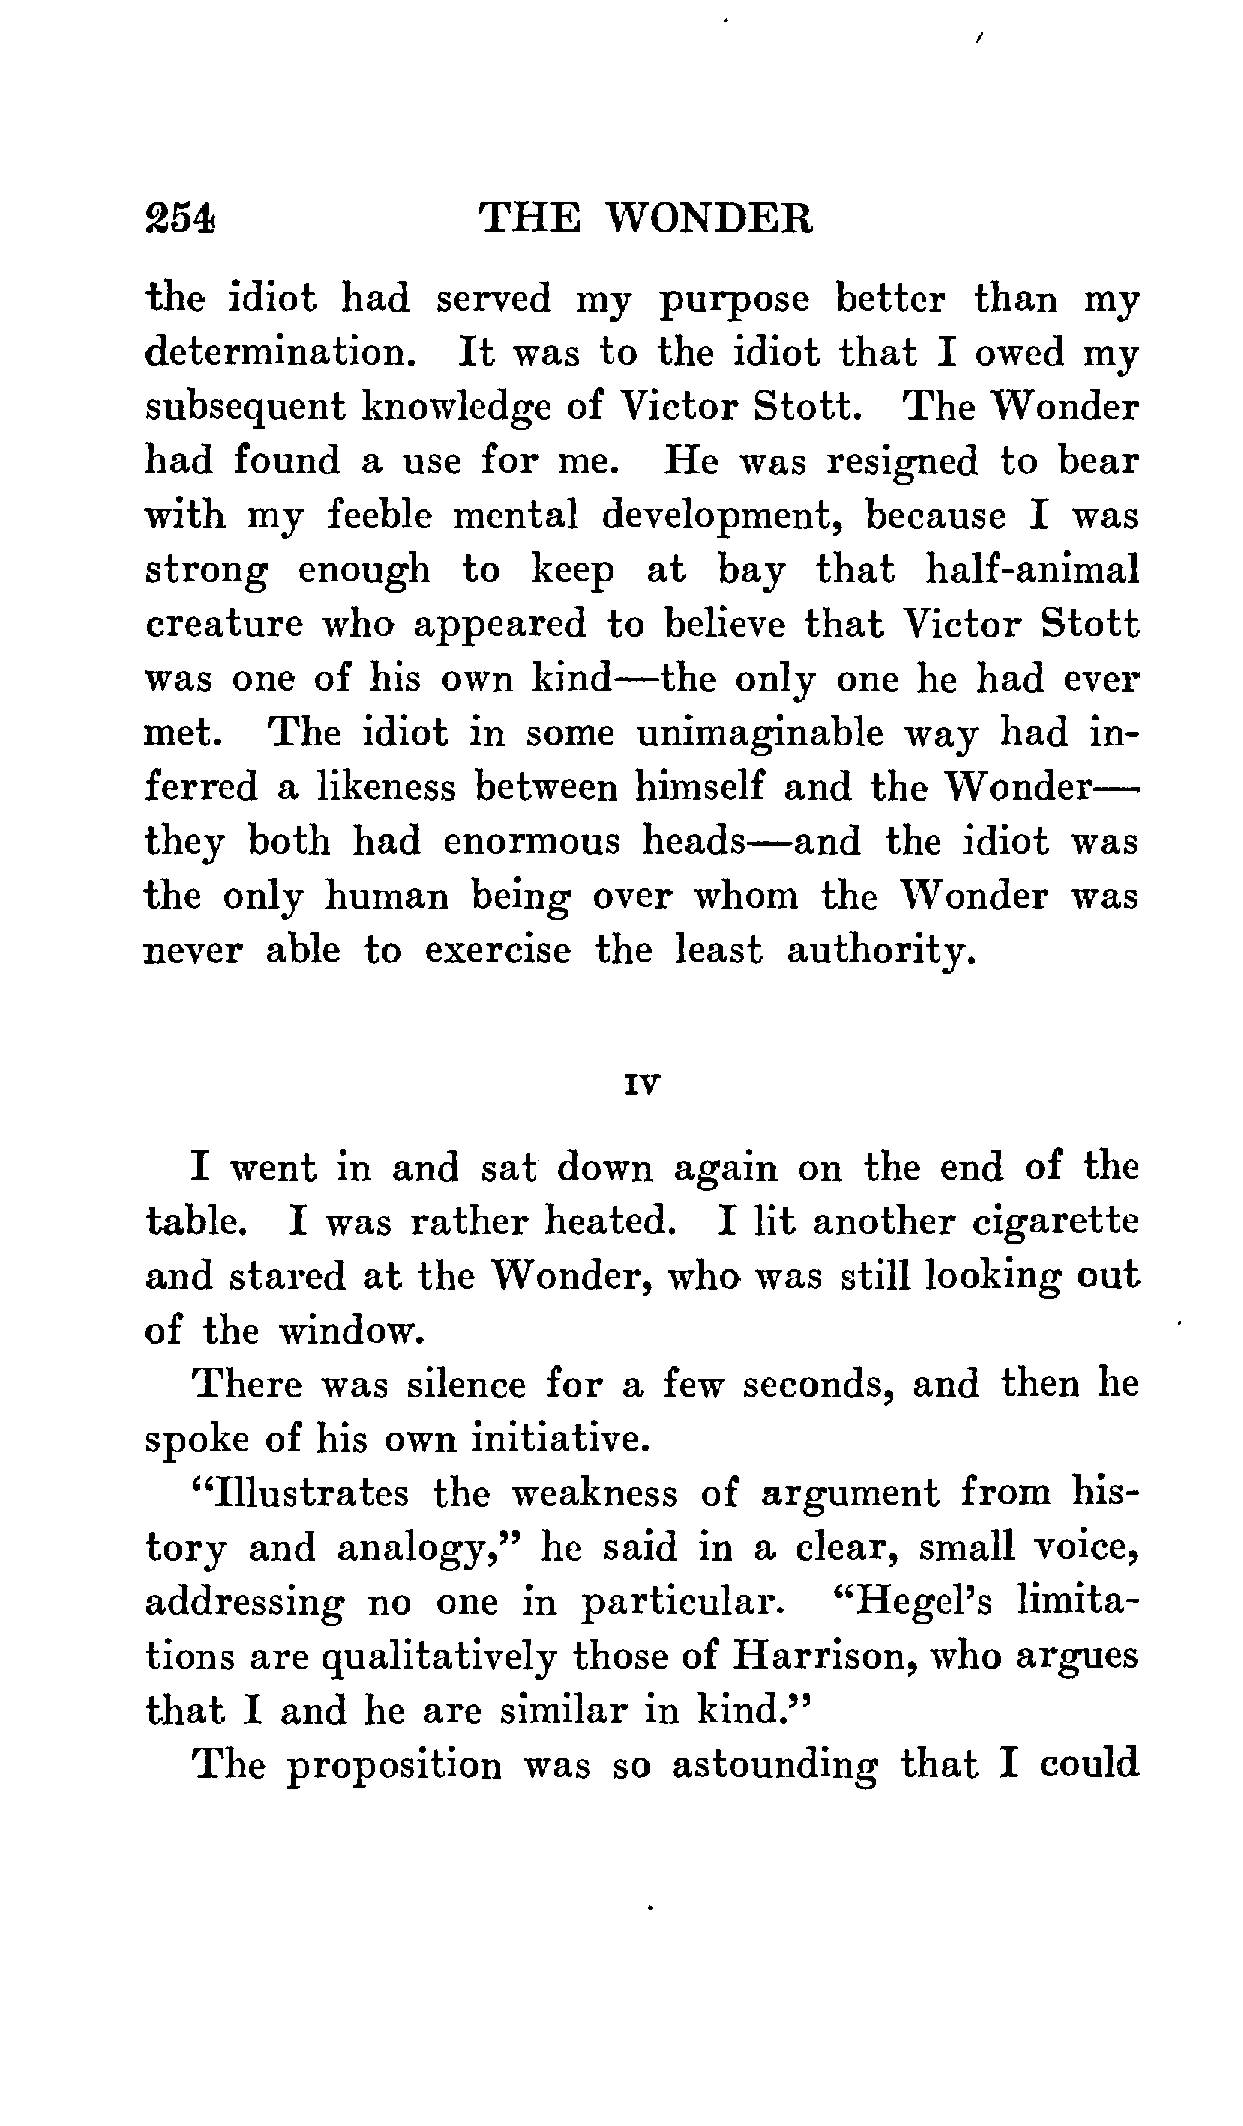 254 THE WONDER
the idiot had served my purpose better than my
determination. It was to the idiot that I owed my
subsequent knowledge of Victor Stott. The Wonder
had found a use for me. He was resigned to bear
with my feeble mental development, because I was
strong enough to keep at bay that half-animal
creature who appeared to believe that Victor Stott
was one of his own kind—the only one he had ever
met. The idiot in some unimaginable way had in-
ferred a likeness between himself and the Wonder—
they both had enormous heads—and the idiot was
the only human being over whom the Wonder was
never able to exercise the least authority.
IV
I went in and sat down again on the end of the
table. I was rather heated. I lit another cigarette
and stared at the Wonder, who was still looking out
of the window.
There was silence for a few seconds, and then he
spoke of his own initiative.
"Illustrates the weakness of argument from his-
tory and analogy," he said in a clear, small voice,
addressing no one in particular. "Hegel's limita-
tions are qualitatively those of Harrison, who argues
that I and he are similar in kind."
The proposition was so astounding that I could